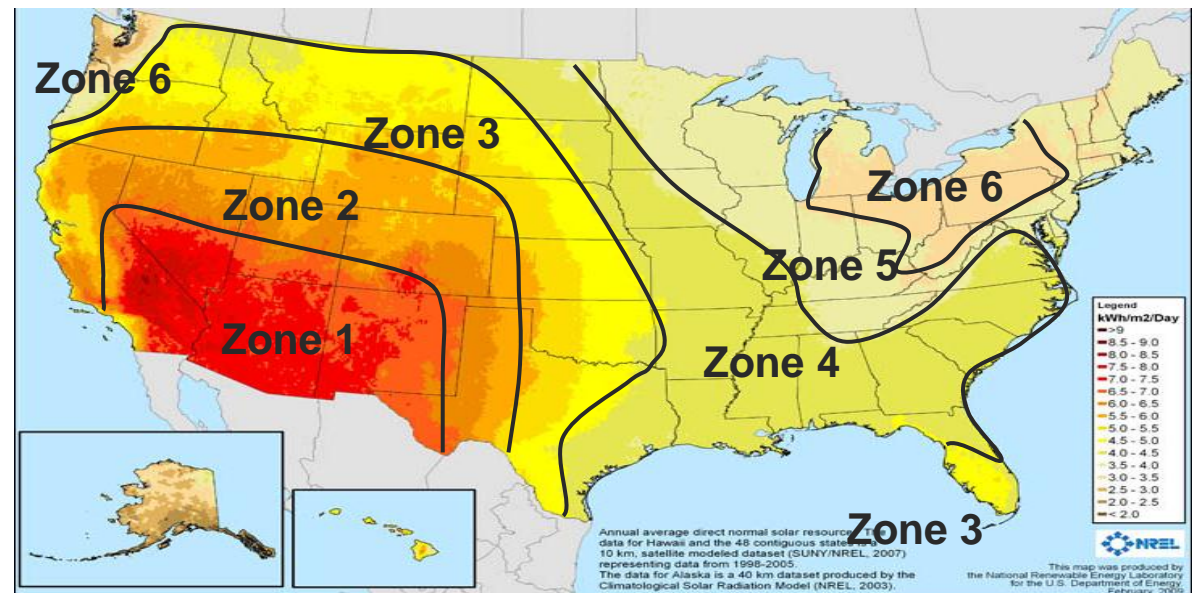 Zone 6
Zone 3
Zone 6
Zone 2
Zone 5
Zone 1
Zone 4
Legend
kWh/m2/Day
>9
8.5 - 9.0
8.0 - 8.5
7.5 - 8.0
7.0 - 7.5
6.5 - 7.0
6.0 - 6.5
5.5 - 6.0
5.0 - 5.5
4.5 - 5.0
4.0 - 4.5
3.5 - 4.0
3.0 - 3.5
2.5 - 3.0
2.0 - 2.5
< 2.0
Zone 3
Annual average direct normal solar resource
data for Hawaii and the 48 contiguous states
10 km, satellite modeled dataset (SUNY/NREL, 2007)
representing data from 1998-2005.
The data for Alaska is a 40 km dataset produced by the
Climatological Solar Radiation Model (NREL, 2003).
NREL
This map was produced by
the National Renewable Energy Laboratory
for the U.S. Department of Energy.
February, 2009